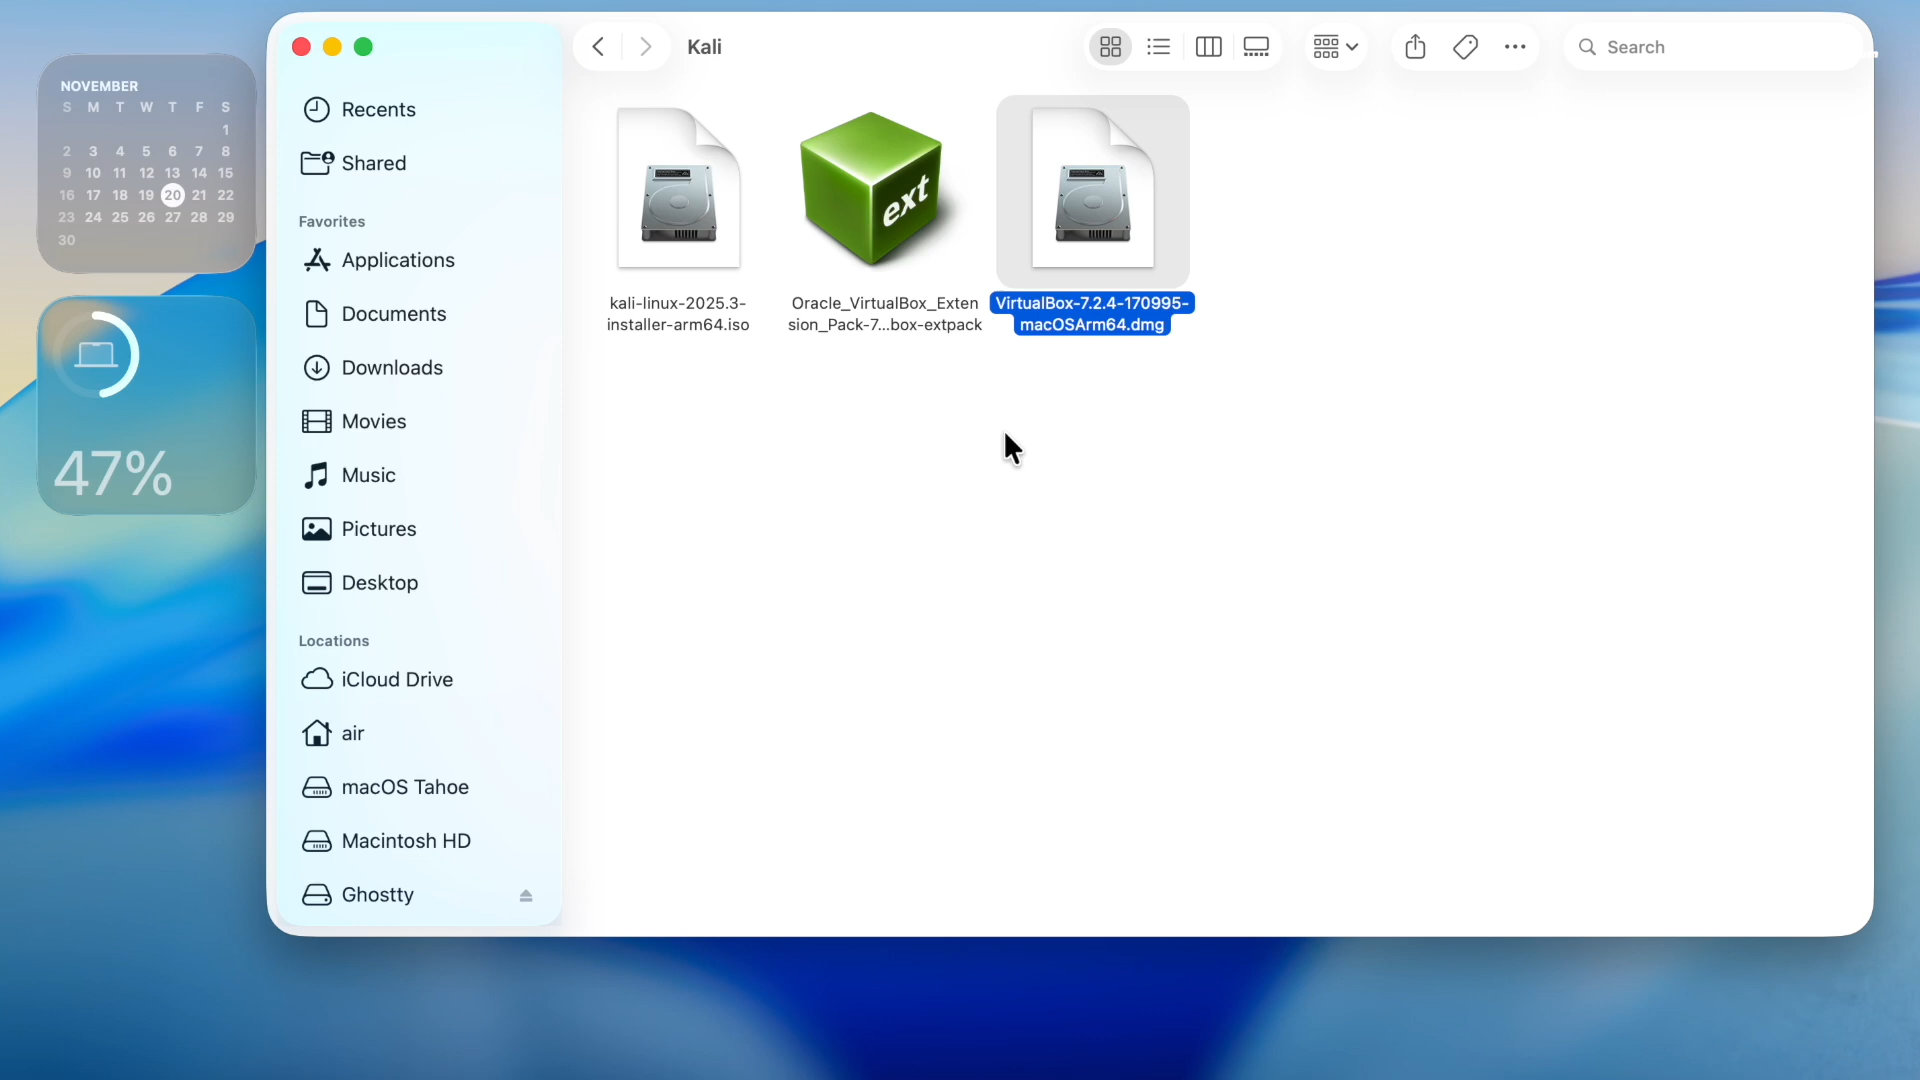 NOVEMBER
S M T W T F S
1
2 3 4 5 6 7 8
9 10 11 12 13 14 15
16 17 18 19 20 21 22
23 24 25 26 27 28 29
30
47%
Recents
Shared
Favorites
Applications
Documents
Downloads
Movies
Music
Pictures
Desktop
Locations
iCloud Drive
air
macOS Tahoe
Macintosh HD
Ghostty
Kali
Search
kali-linux-2025.3-
installer-arm64.iso
ext
Oracle_VirtualBox_Exten
sion_Pack-7...box-extpack
VirtualBox-7.2.4-170995-
macOSArm64.dmg